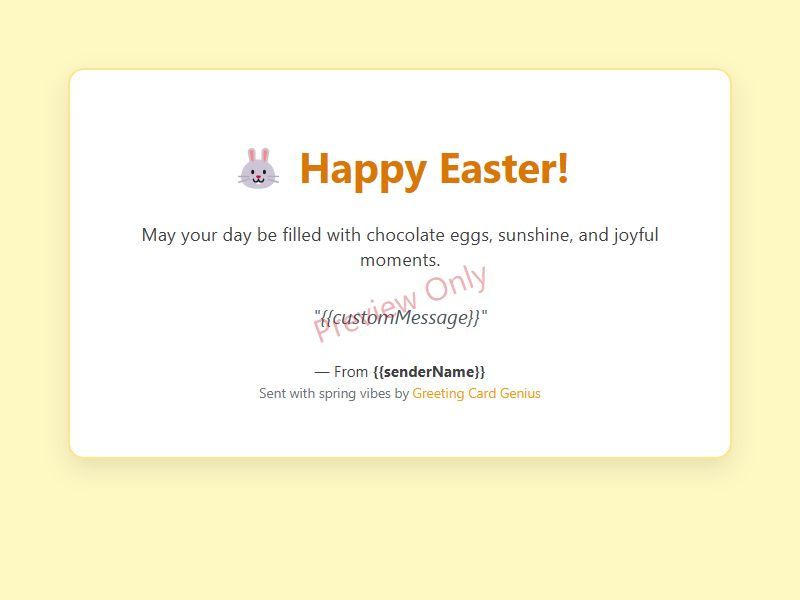 🐰 Happy Easter!
May your day be filled with chocolate eggs, sunshine, and joyful
moments.
Preview Only
"{{customMessage}}"
— From {{senderName}}
Sent with spring vibes by Greeting Card Genius